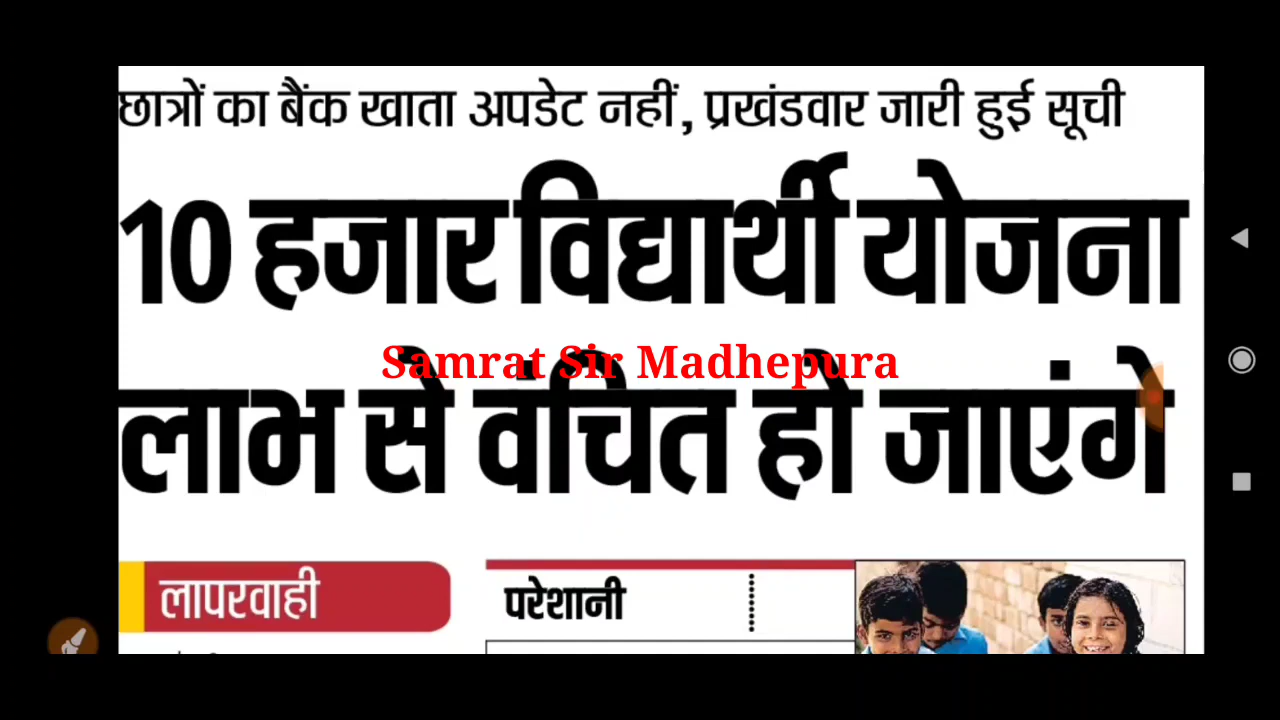 छात्रों का बैंक खाता अपडेट नहीं, प्रखंडवार जारी हुई सूची
10 हजार विद्यार्थी योजना
Samrat Sir Madhepura
लाभ से वंचित हो जाएंगे
लापरवाही
परेशानी